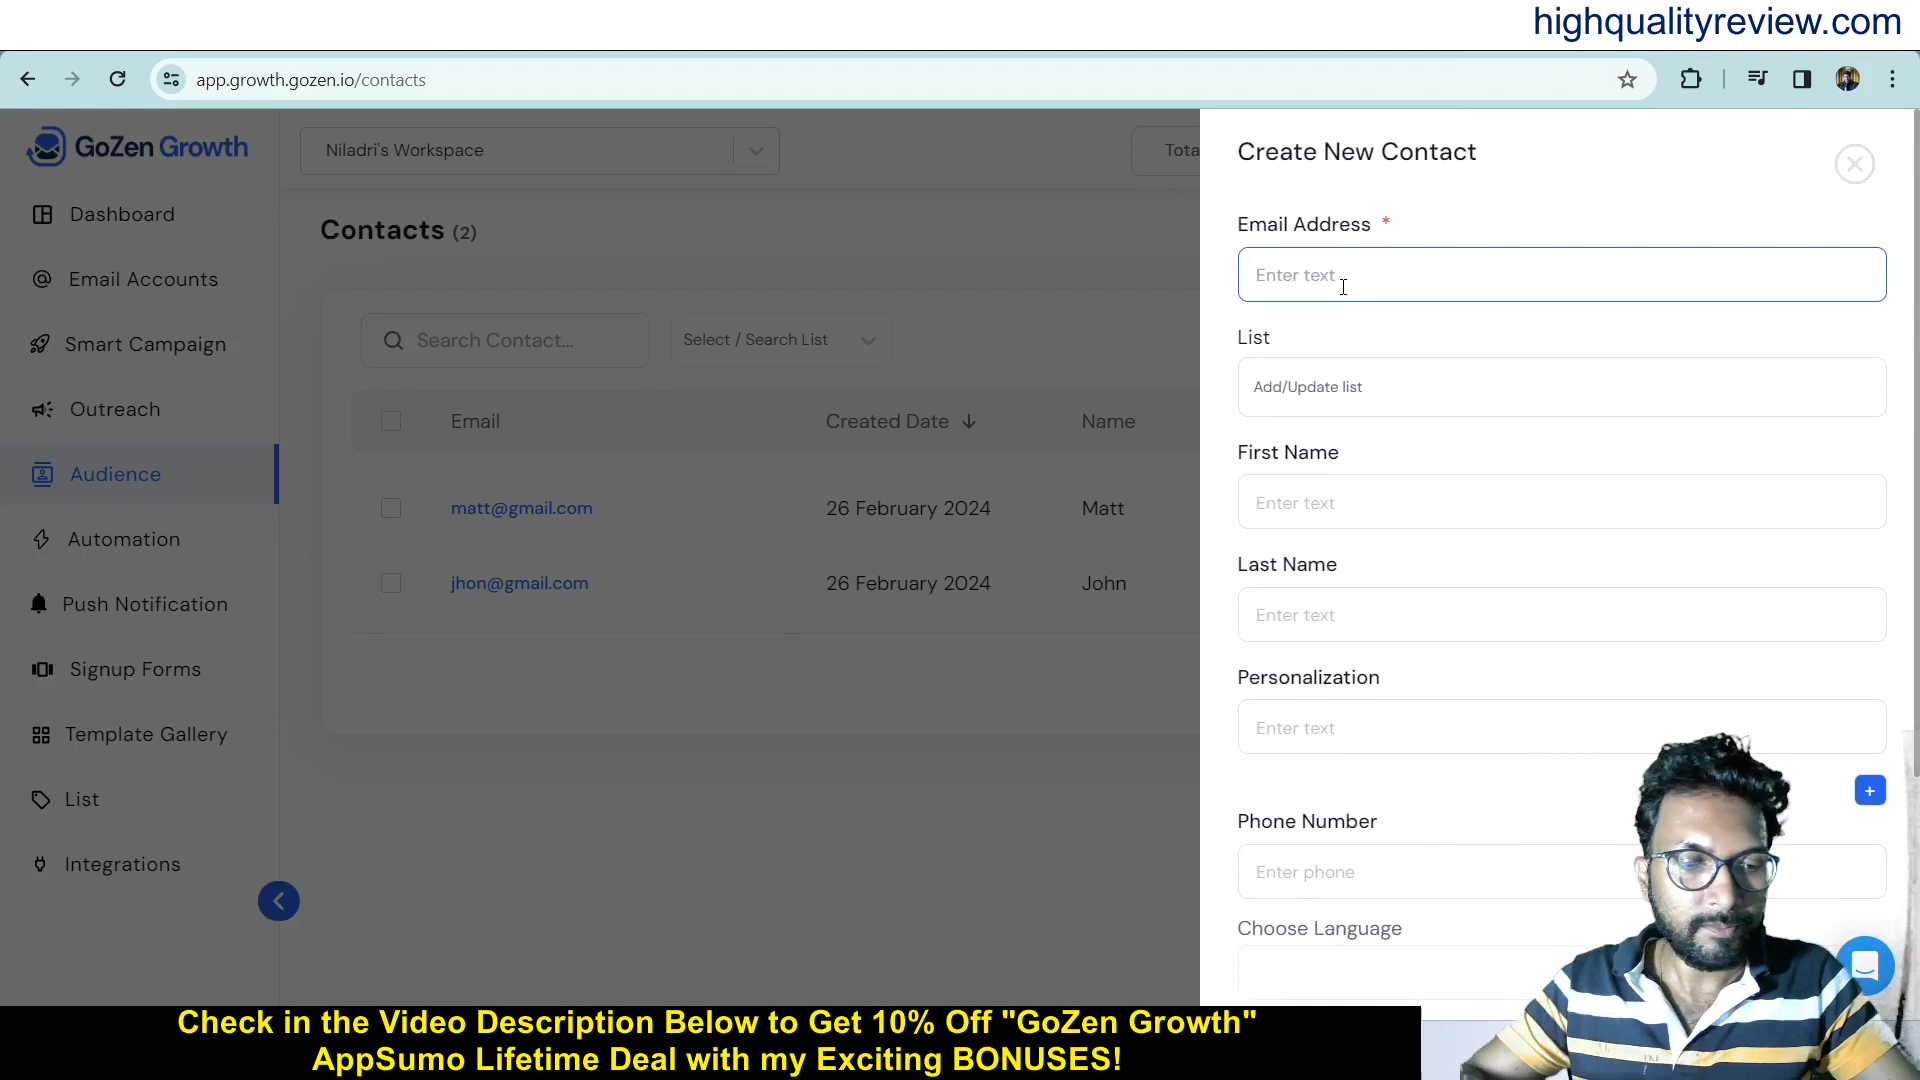 highqualityreview.com
app.growth.gozen.io/contacts
GoZen Growth
Dashboard
Email Accounts
Smart Campaign
Outreach
Audience
Automation
Push Notification
Signup Forms
Template Gallery
List
Integrations
Niladri's Workspace
Tota
Contacts (2)
Search Contact...
Select / Search List
Email Created Date Name
matt@gmail.com 26 February 2024 Matt
jhon@gmail.com 26 February 2024 John
Create New Contact
Email Address *
Enter text
List
Add/Update list
First Name
Enter text
Last Name
Enter text
Personalization
Enter text
+
Phone Number
Enter phone
Choose Language
Check in the Video Description Below to Get 10% Off "GoZen Growth"
AppSumo Lifetime Deal with my Exciting BONUSES!